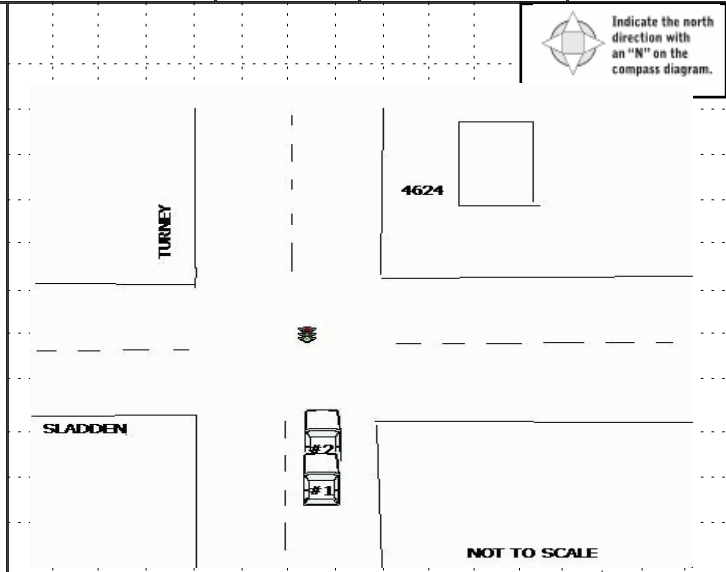 Indicate the north
direction with
an “N” on the
compass diagram.
4624
TURNEY
SLADDEN
#2
#1
NOT TO SCALE